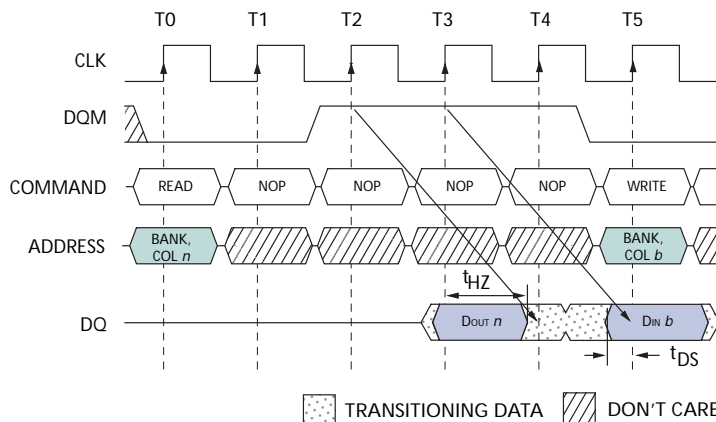 T0 T1 T2 T3 T4 T5
CLK
DQM
COMMAND READ NOP NOP NOP NOP WRITE
ADDRESS BANK, COL n BANK, COL b
tHZ
DQ DOUT n DIN b
tDS
TRANSITIONING DATA DON'T CARE